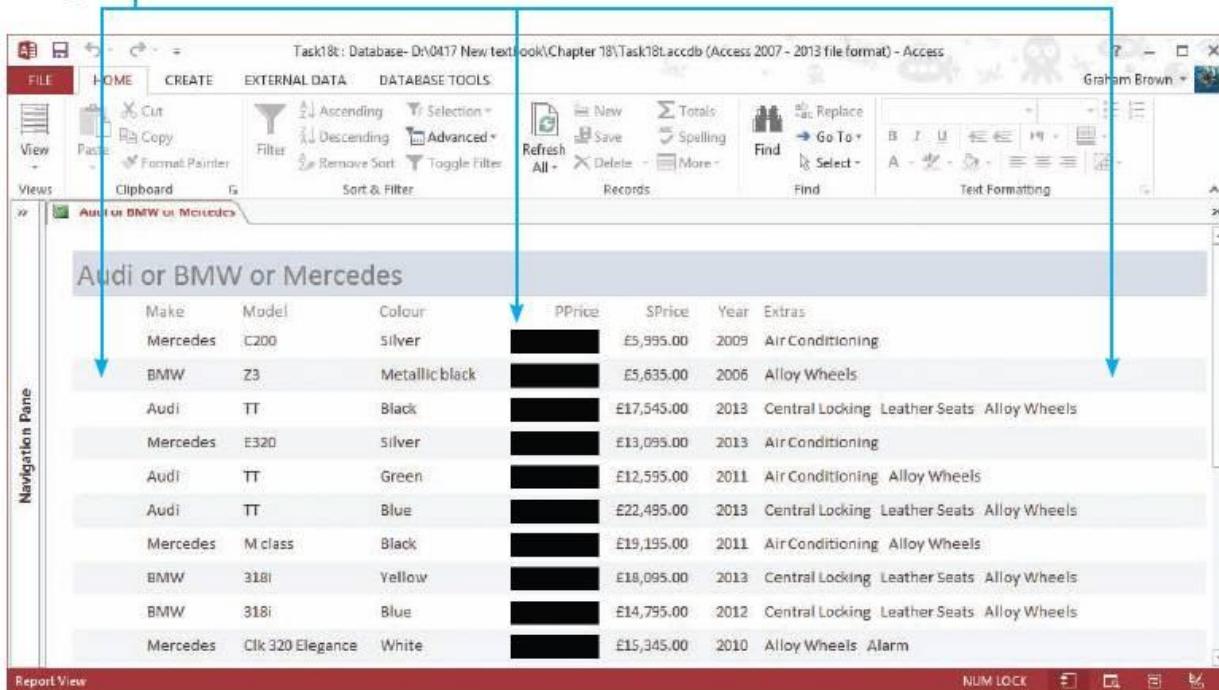 Task18t : Database- D:\0417 New textbook\Chapter 18\Task18t.accdb (Access 2007 - 2013 file format) - Access
FILE HOME CREATE EXTERNAL DATA DATABASE TOOLS Graham Brown
View
Paste
Cut
Copy
Format Painter
Filter
Ascending
Descending
Remove Sort
Selection
Advanced
Toggle Filter
Refresh All
New
Save
Delete
Totals
Spelling
More
Find
Replace
Go To
Select
B I U
A
Views Clipboard Sort & Filter Records Find Text Formatting
Audi or BMW or Mercedes
Navigation Pane
Audi or BMW or Mercedes
Make Model Colour PPrice SPrice Year Extras
Mercedes C200 Silver £5,995.00 2009 Air Conditioning
BMW Z3 Metallic black £5,635.00 2006 Alloy Wheels
Audi TT Black £17,545.00 2013 Central Locking Leather Seats Alloy Wheels
Mercedes E320 Silver £13,095.00 2013 Air Conditioning
Audi TT Green £12,595.00 2011 Air Conditioning Alloy Wheels
Audi TT Blue £22,495.00 2013 Central Locking Leather Seats Alloy Wheels
Mercedes M class Black £19,195.00 2011 Air Conditioning Alloy Wheels
BMW 318i Yellow £18,095.00 2013 Central Locking Leather Seats Alloy Wheels
BMW 318i Blue £14,795.00 2012 Central Locking Leather Seats Alloy Wheels
Mercedes Clk 320 Elegance White £15,345.00 2010 Alloy Wheels Alarm
Report View NUM LOCK